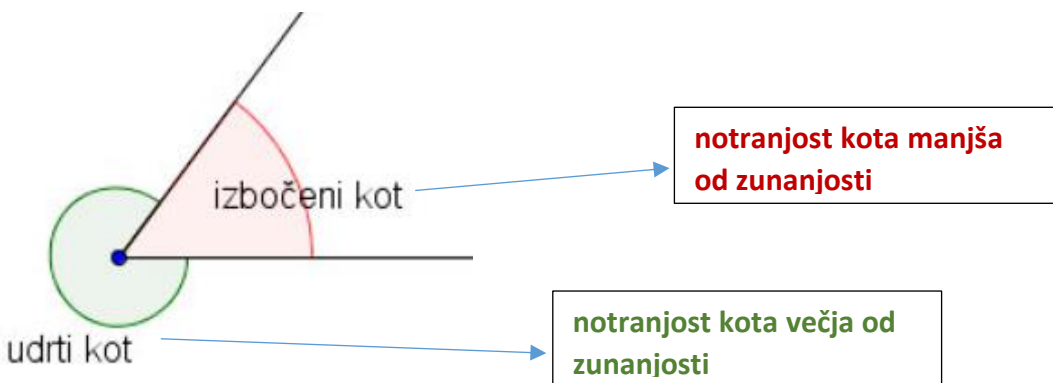 izbočeni kot
notranjost kota manjša
od zunanjosti
udrti kot
notranjost kota večja od
zunanjosti